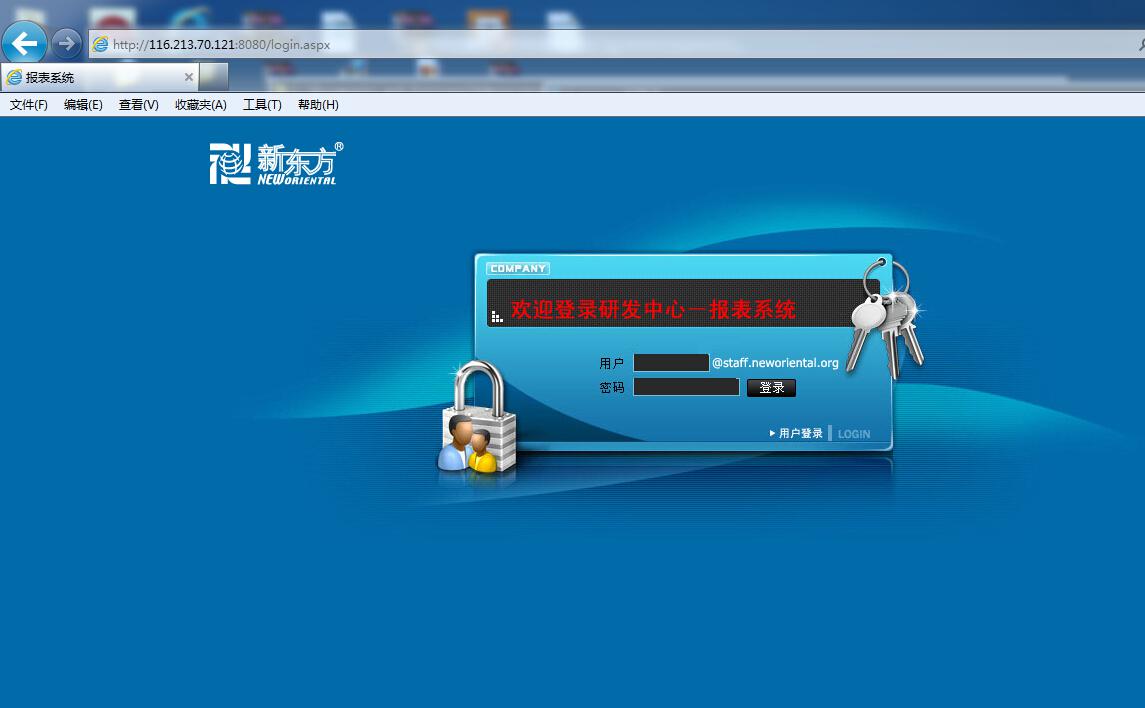 http://116.213.70.121:8080/login.aspx
报表系统
文件(F) 编辑(E) 查看(V) 收藏夹(A) 工具(T) 帮助(H)
新东方®
NEW ORIENTAL
COMPANY
欢迎登录研发中心－报表系统
用户 @staff.neworiental.org
密码 登录
用户登录 LOGIN